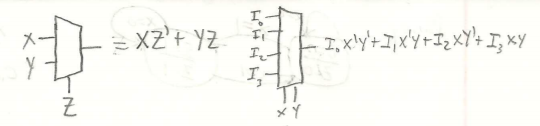 X
Y
Z
≡ XZ' + YZ
I₀
I₁
I₂
I₃
X Y
I₀X'Y' + I₁X'Y + I₂XY' + I₃XY